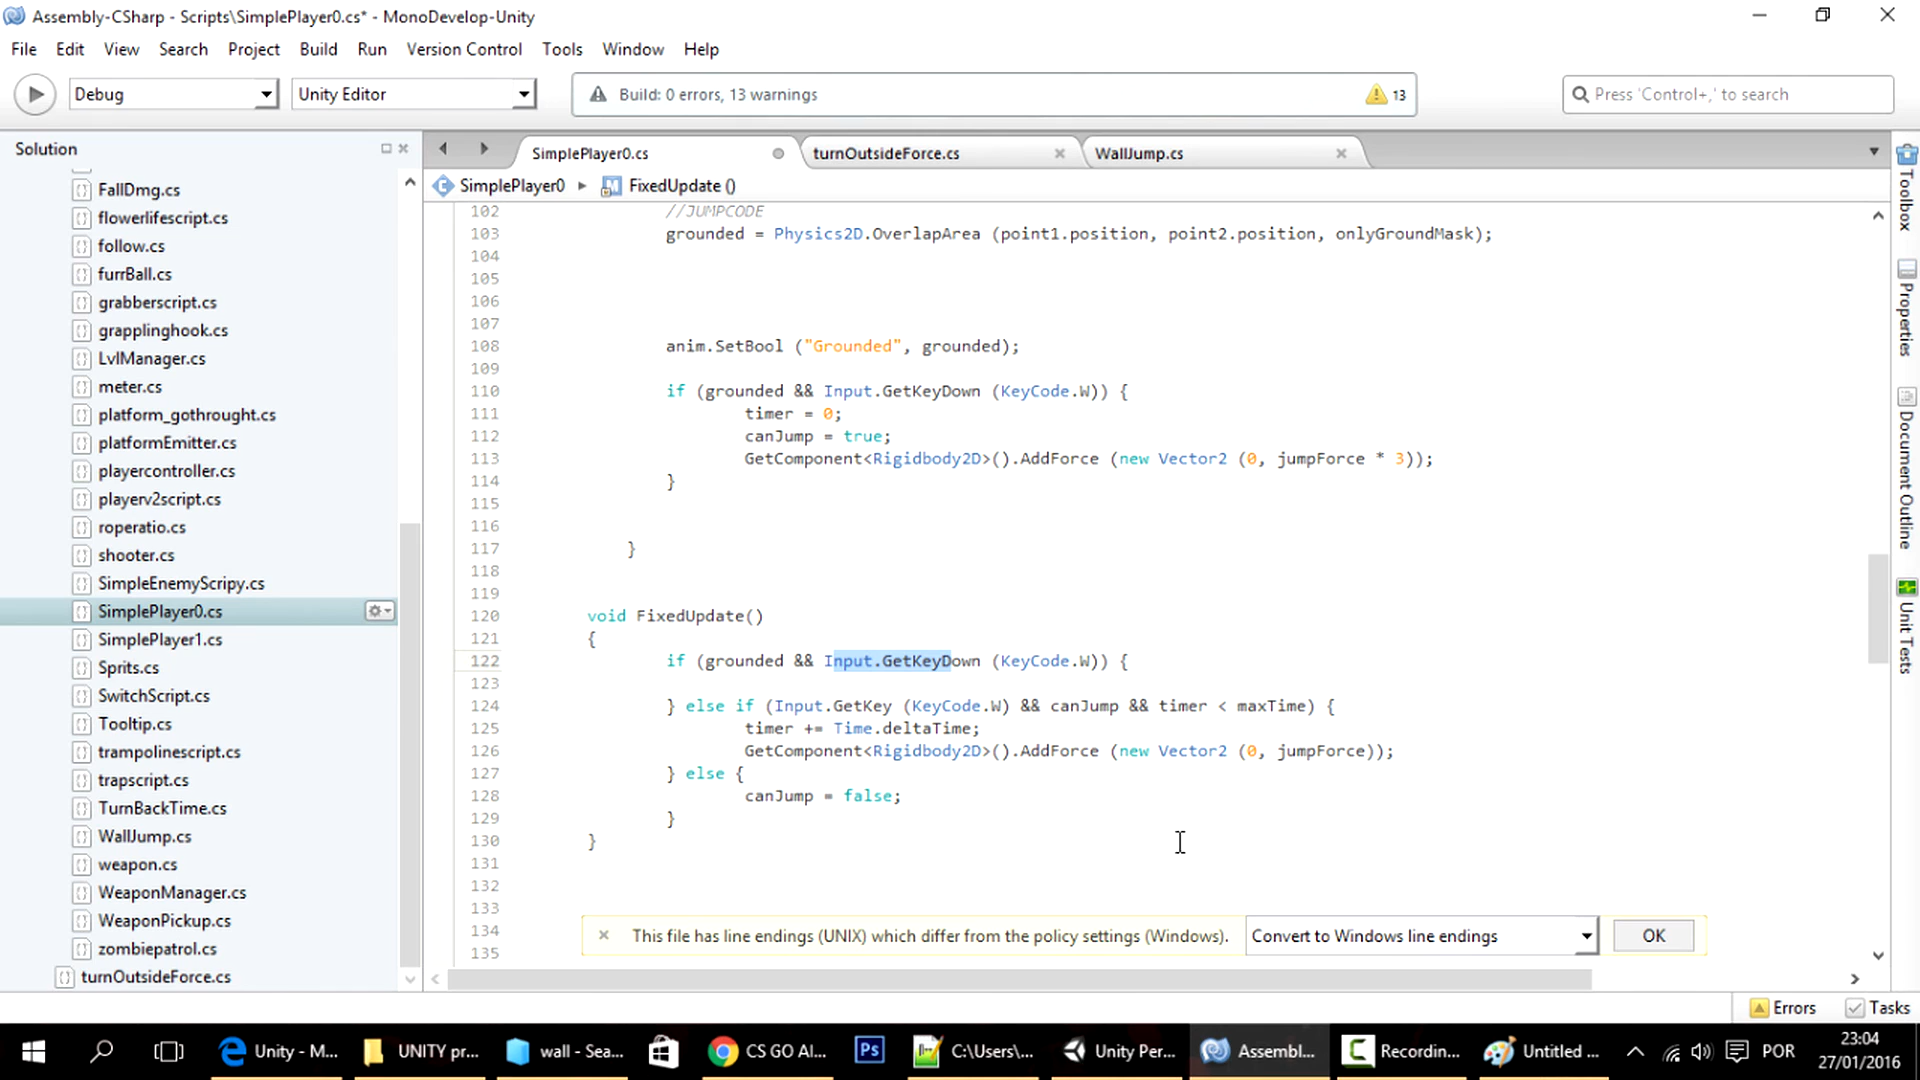 Assembly-CSharp - Scripts\SimplePlayer0.cs* - MonoDevelop-Unity
File Edit View Search Project Build Run Version Control Tools Window Help
Debug
Unity Editor
Build: 0 errors, 13 warnings
13
Press 'Control+,' to search
Solution
FallDmg.cs
flowerlifescript.cs
follow.cs
furrBall.cs
grabberscript.cs
grapplinghook.cs
LvlManager.cs
meter.cs
platform_gothrought.cs
platformEmitter.cs
playercontroller.cs
playerv2script.cs
roperatio.cs
shooter.cs
SimpleEnemyScripy.cs
SimplePlayer0.cs
SimplePlayer1.cs
Sprits.cs
SwitchScript.cs
Tooltip.cs
trampolinescript.cs
trapscript.cs
TurnBackTime.cs
WallJump.cs
weapon.cs
WeaponManager.cs
WeaponPickup.cs
zombiepatrol.cs
turnOutsideForce.cs
SimplePlayer0.cs
turnOutsideForce.cs
WallJump.cs
SimplePlayer0
FixedUpdate ()
102 //JUMPCODE
103 grounded = Physics2D.OverlapArea (point1.position, point2.position, onlyGroundMask);
104
105
106
107
108 anim.SetBool ("Grounded", grounded);
109
110 if (grounded && Input.GetKeyDown (KeyCode.W)) {
111 timer = 0;
112 canJump = true;
113 GetComponent<Rigidbody2D>().AddForce (new Vector2 (0, jumpForce * 3));
114 }
115
116
117 }
118
119
120 void FixedUpdate()
121 {
122 if (grounded && Input.GetKeyDown (KeyCode.W)) {
123
124 } else if (Input.GetKey (KeyCode.W) && canJump && timer < maxTime) {
125 timer += Time.deltaTime;
126 GetComponent<Rigidbody2D>().AddForce (new Vector2 (0, jumpForce));
127 } else {
128 canJump = false;
129 }
130 }
131
132
133
134
135
This file has line endings (UNIX) which differ from the policy settings (Windows).
Convert to Windows line endings
OK
Toolbox
Properties
Document Outline
Unit Tests
Errors
Tasks
Unity - M...
UNITY pr...
wall - Sea...
CS GO Al...
Ps
C:\Users\...
Unity Per...
Assembl...
Recordin...
Untitled ...
POR
23:04
27/01/2016